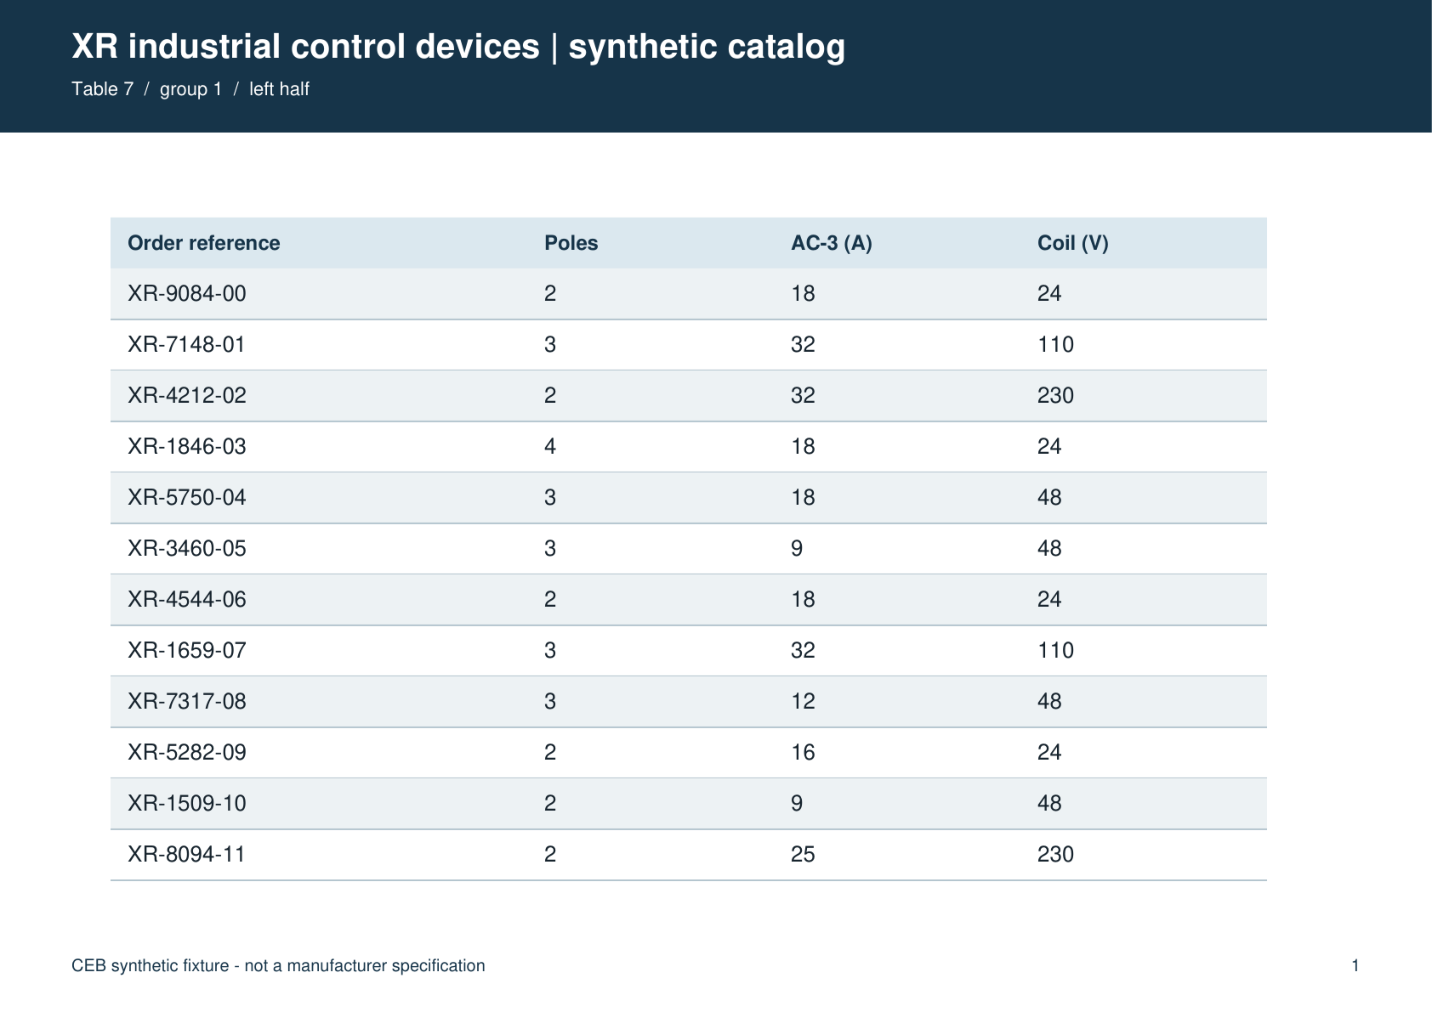 XR industrial control devices | synthetic catalog
Table 7 / group 1 / left half
Order reference Poles AC-3 (A) Coil (V)
XR-9084-00 2 18 24
XR-7148-01 3 32 110
XR-4212-02 2 32 230
XR-1846-03 4 18 24
XR-5750-04 3 18 48
XR-3460-05 3 9 48
XR-4544-06 2 18 24
XR-1659-07 3 32 110
XR-7317-08 3 12 48
XR-5282-09 2 16 24
XR-1509-10 2 9 48
XR-8094-11 2 25 230
CEB synthetic fixture - not a manufacturer specification 1